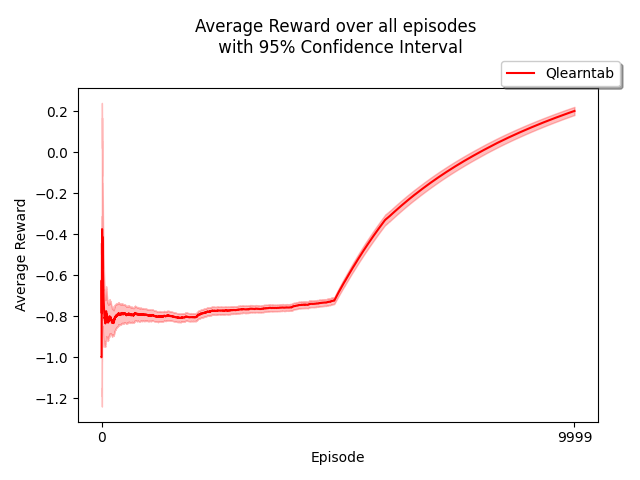 Average Reward over all episodes
with 95% Confidence Interval
Qlearntab
0.2
0.0
−0.2
−0.4
−0.6
−0.8
−1.0
−1.2
Average Reward
0
9999
Episode